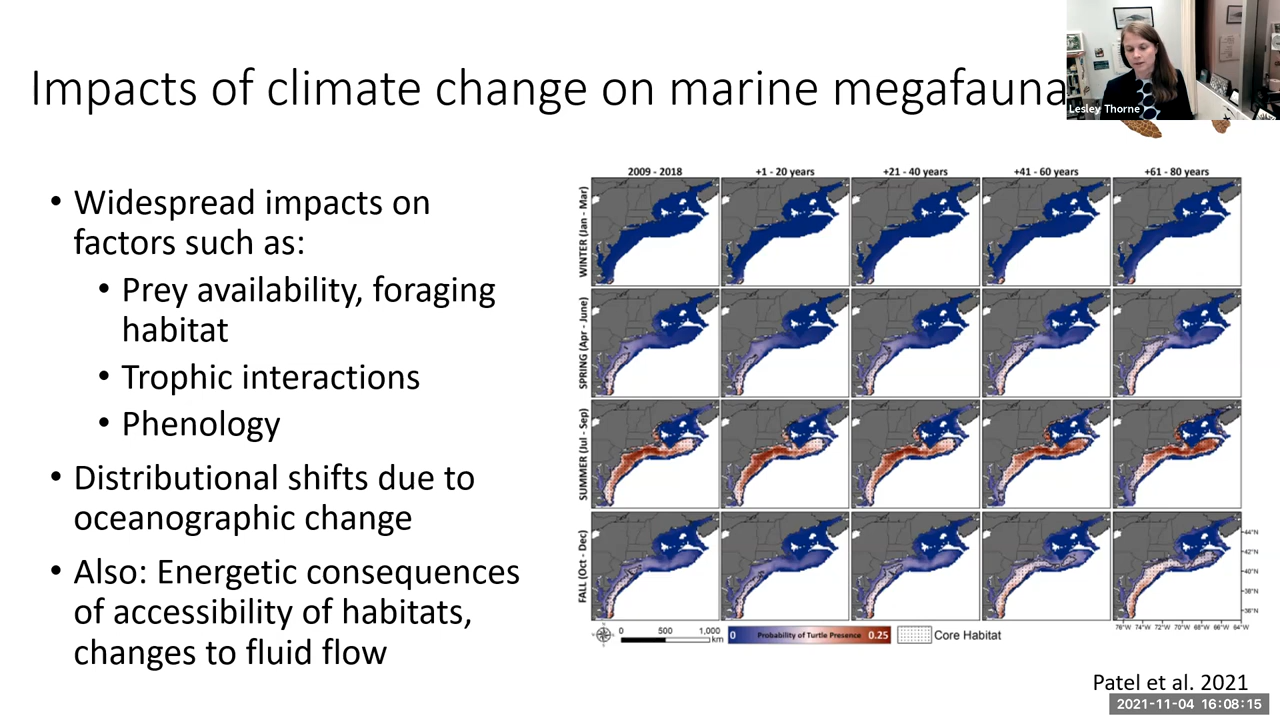 Impacts of climate change on marine megafauna
Lesley Thorne
• Widespread impacts on
factors such as:
• Prey availability, foraging
habitat
• Trophic interactions
• Phenology
• Distributional shifts due to
oceanographic change
• Also: Energetic consequences
of accessibility of habitats,
changes to fluid flow
2009 - 2018
+1 - 20 years
+21 - 40 years
+41 - 60 years
+61 - 80 years
WINTER (Jan - Mar)
SPRING (Apr - June)
SUMMER (Jul - Sep)
FALL (Oct - Dec)
44°N
42°N
40°N
38°N
36°N
76°W 74°W 72°W 70°W 68°W 66°W 64°W
0 500 1,000
km
0 Probability of Turtle Presence 0.25
Core Habitat
Patel et al. 2021
2021-11-04 16:08:15